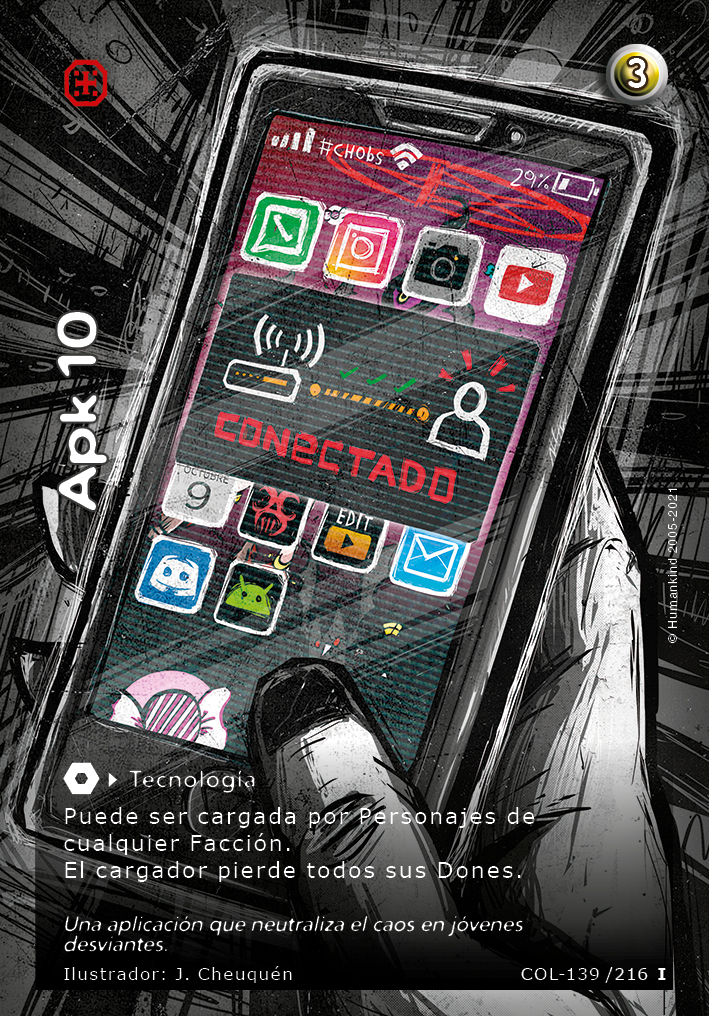 3
#CHObS
29%
CONECTADO
OCTUBRE
9
EDIT
Apk 10
© Humankind 2005-2021
Tecnología
Puede ser cargada por Personajes de
cualquier Facción.
El cargador pierde todos sus Dones.
Una aplicación que neutraliza el caos en jóvenes
desviantes.
Ilustrador: J. Cheuquén
COL-139 /216 I